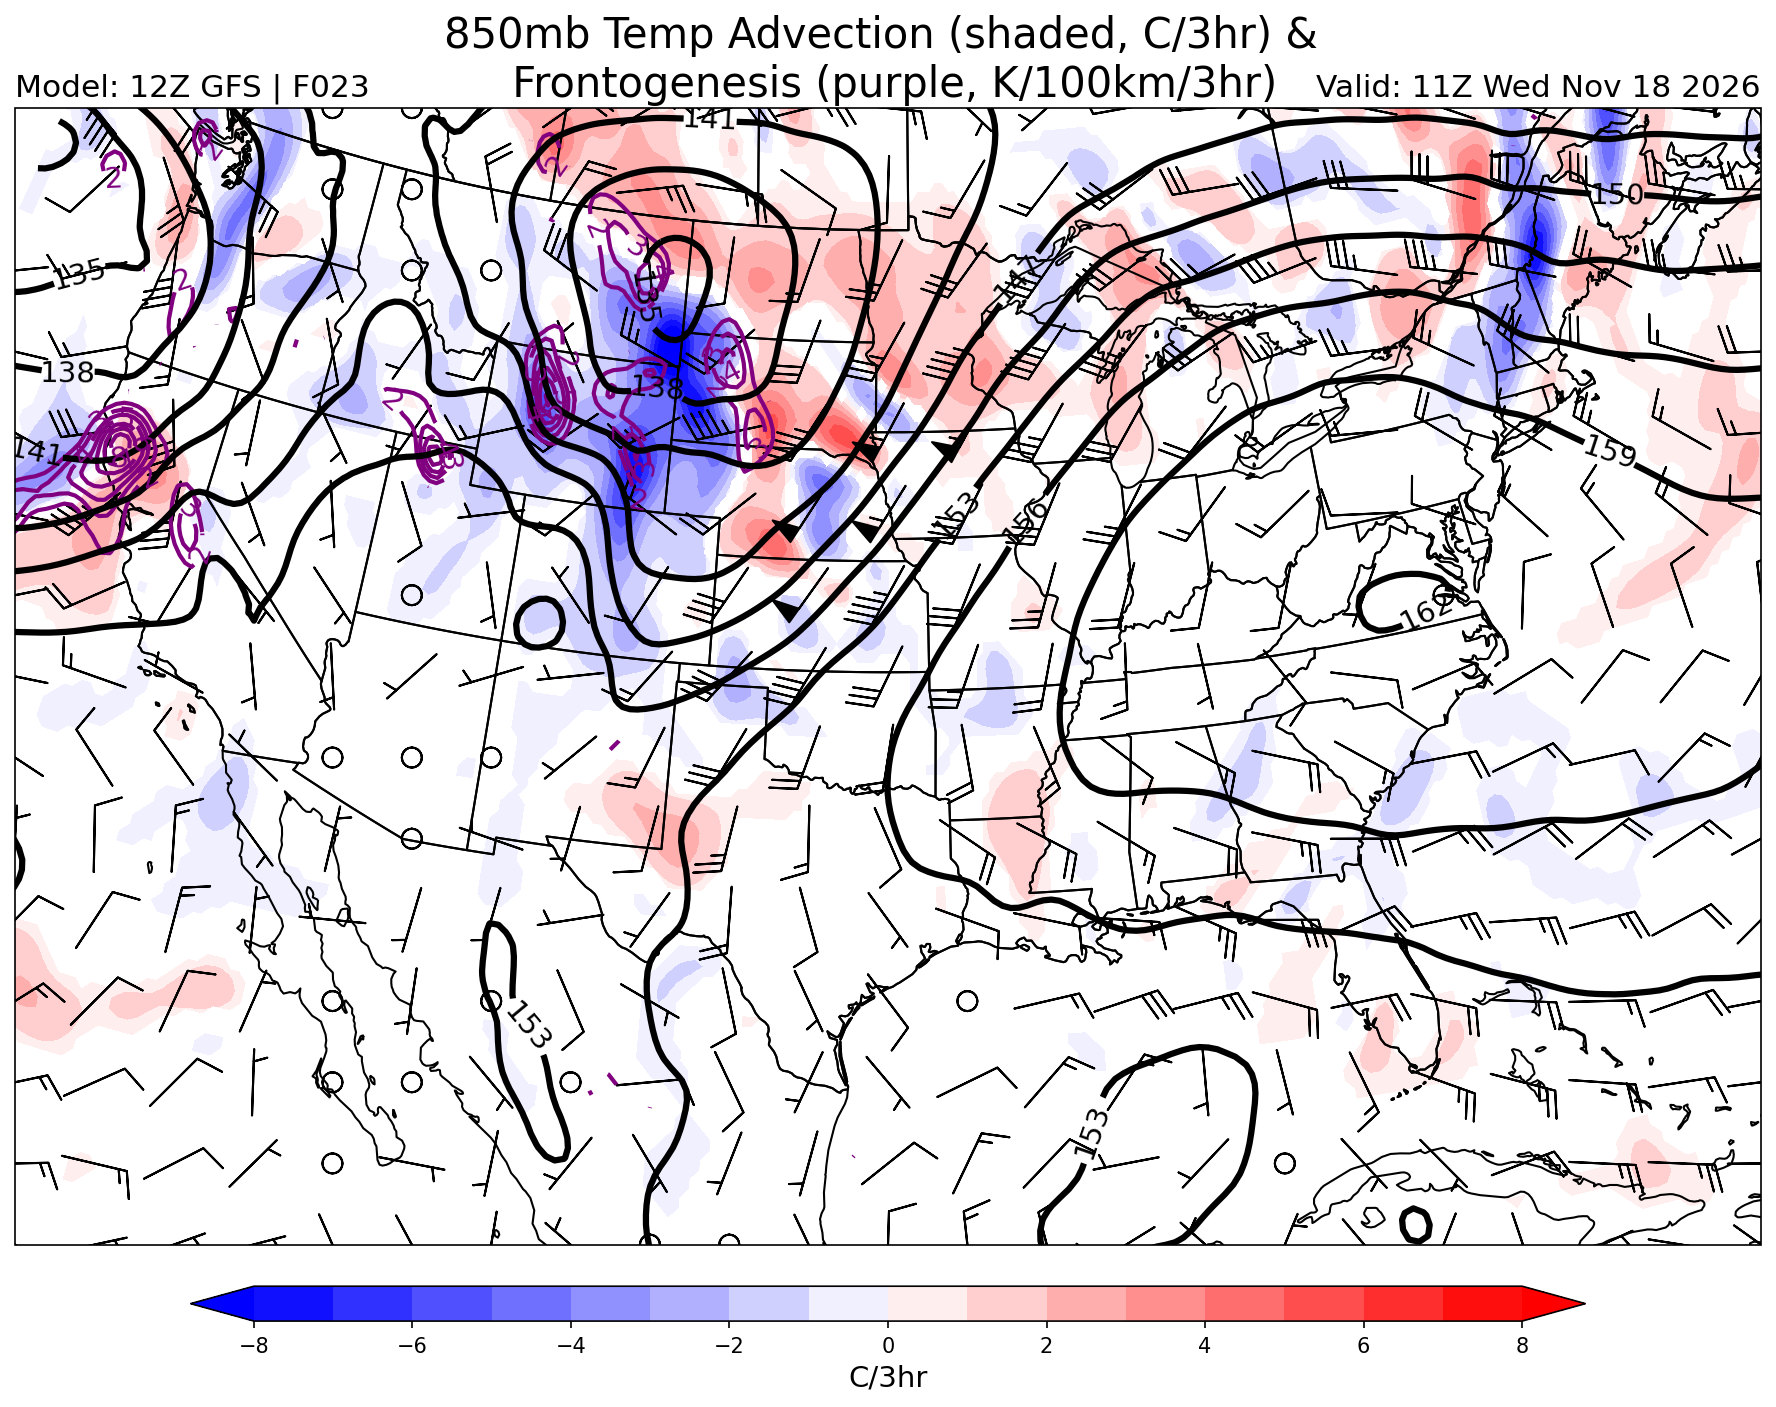 850mb Temp Advection (shaded, C/3hr) &
Model: 12Z GFS | F023
Frontogenesis (purple, K/100km/3hr)
Valid: 11Z Wed Nov 18 2026
141
150
135
138
141
135
138
147
153
156
159
162
153
153
−8 −6 −4 −2 0 2 4 6 8
C/3hr